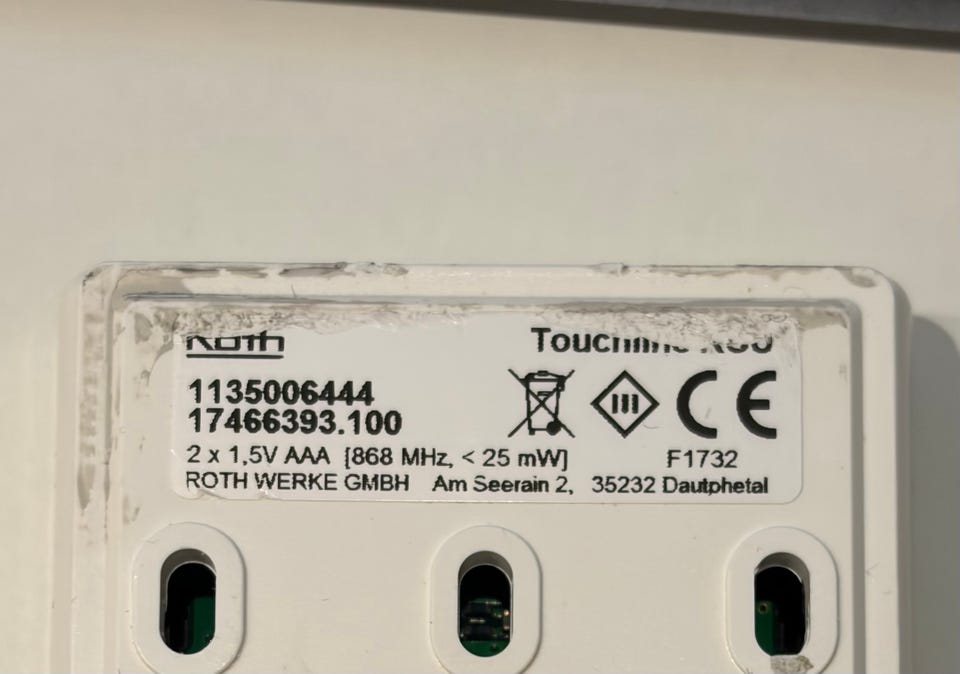 Roth
Touchline
1135006444
17466393.100
2 x 1,5V AAA [868 MHz, < 25 mW]
F1732
ROTH WERKE GMBH Am Seerain 2, 35232 Dautphetal